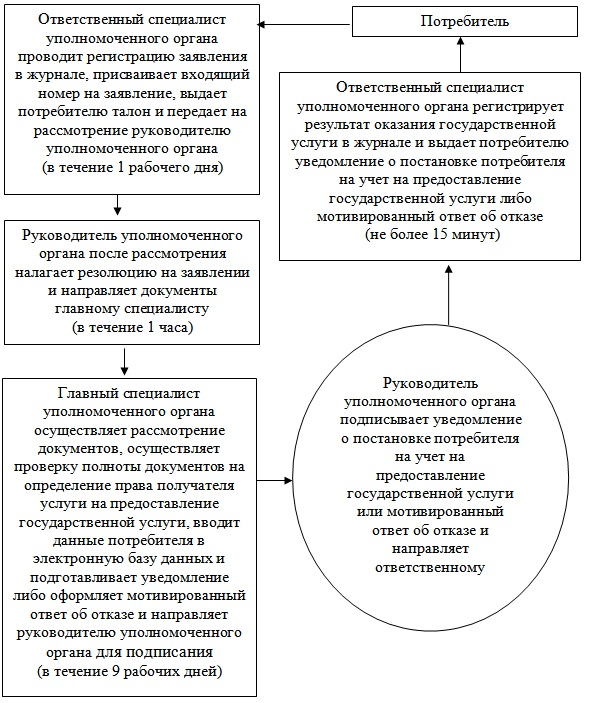 Потребитель
Ответственный специалист
уполномоченного органа
проводит регистрацию заявления
в журнале, присваивает входящий
номер на заявление, выдает
потребителю талон и передает на
рассмотрение руководителю
уполномоченного органа
(в течение 1 рабочего дня)
Руководитель уполномоченного
органа после рассмотрения
налагает резолюцию на заявлении
и направляет документы
главному специалисту
(в течение 1 часа)
Главный специалист
уполномоченного органа
осуществляет рассмотрение
документов, осуществляет
проверку полноты документов на
определение права получателя
услуги на предоставление
государственной услуги, вводит
данные потребителя в
электронную базу данных и
подготавливает уведомление
либо оформляет мотивированный
ответ об отказе и направляет
руководителю уполномоченного
органа для подписания
(в течение 9 рабочих дней)
Руководитель
уполномоченного органа
подписывает уведомление
о постановке потребителя
на учет на
предоставление
государственной услуги
или мотивированный
ответ об отказе и
направляет
ответственному
Ответственный специалист
уполномоченного органа регистрирует
результат оказания государственной
услуги в журнале и выдает потребителю
уведомление о постановке потребителя
на учет на предоставление
государственной услуги либо
мотивированный ответ об отказе
(не более 15 минут)